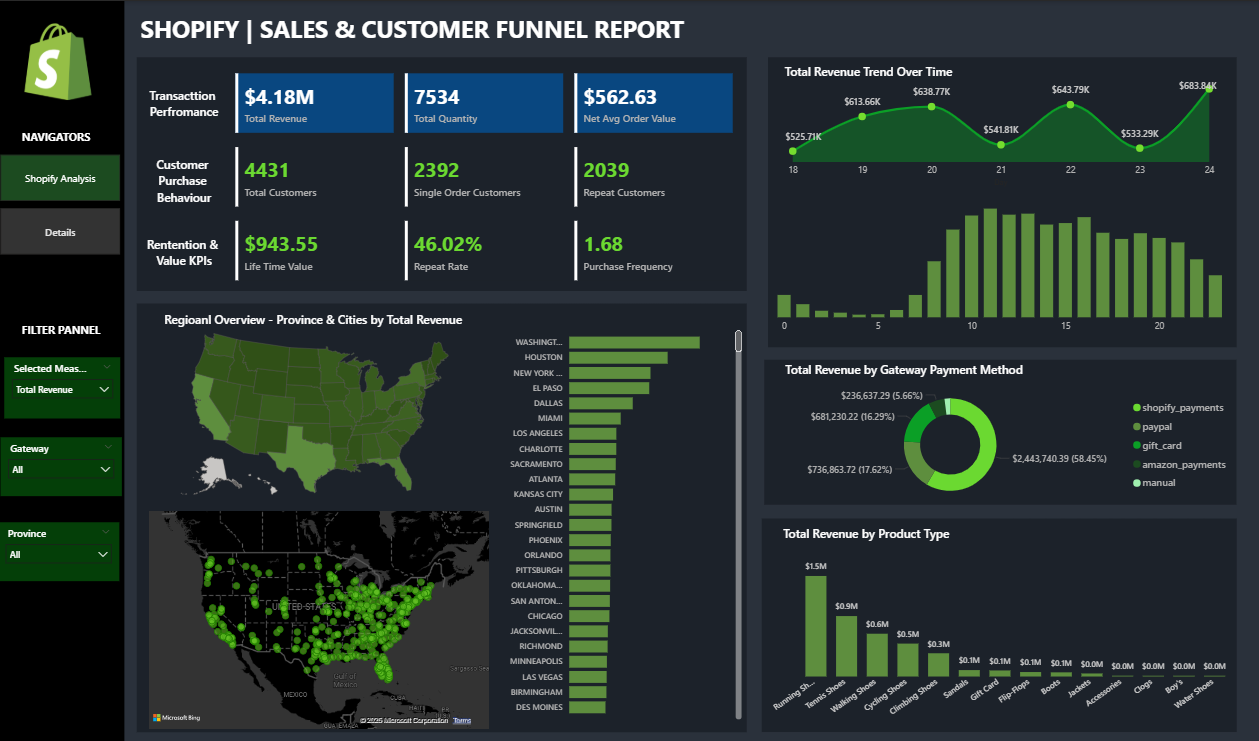 SHOPIFY | SALES & CUSTOMER FUNNEL REPORT
NAVIGATORS
Shopify Analysis
Details
FILTER PANNEL
Selected Meas...
Total Revenue
Gateway
All
Province
All
Transacttion
Perfromance
$4.18M
Total Revenue
7534
Total Quantity
$562.63
Net Avg Order Value
Customer
Purchase
Behaviour
4431
Total Customers
2392
Single Order Customers
2039
Repeat Customers
Rentention &
Value KPIs
$943.55
Life Time Value
46.02%
Repeat Rate
1.68
Purchase Frequency
Regioanl Overview - Province & Cities by Total Revenue
WASHINGT...
HOUSTON
NEW YORK ...
EL PASO
DALLAS
MIAMI
LOS ANGELES
CHARLOTTE
SACRAMENTO
ATLANTA
KANSAS CITY
AUSTIN
SPRINGFIELD
PHOENIX
ORLANDO
PITTSBURGH
OKLAHOMA...
SAN ANTON...
CHICAGO
JACKSONVIL...
RICHMOND
MINNEAPOLIS
LAS VEGAS
BIRMINGHAM
DES MOINES
UNITED STATES
Gulf of
Mexico
MEXICO
CUBA
HAITI
PR
GUATEMALA
Sargasso Sea
Microsoft Bing
© 2025 Microsoft Corporation Terms
Total Revenue Trend Over Time
$525.71K
$613.66K
$638.77K
$541.81K
$643.79K
$533.29K
$683.84K
18 19 20 21 22 23 24
0 5 10 15 20
Total Revenue by Gateway Payment Method
$236,637.29 (5.66%)
$681,230.22 (16.29%)
$736,863.72 (17.62%)
$2,443,740.39 (58.45%)
shopify_payments
paypal
gift_card
amazon_payments
manual
Total Revenue by Product Type
$1.5M
$0.9M
$0.6M
$0.5M
$0.3M
$0.1M
$0.1M
$0.1M
$0.1M
$0.0M
$0.0M
$0.0M
$0.0M
$0.0M
Running Sh...
Tennis Shoes
Walking Shoes
Cycling Shoes
Climbing Shoes
Sandals
Gift Card
Flip-Flops
Boots
Jackets
Accessories
Clogs
Boy's
Water Shoes